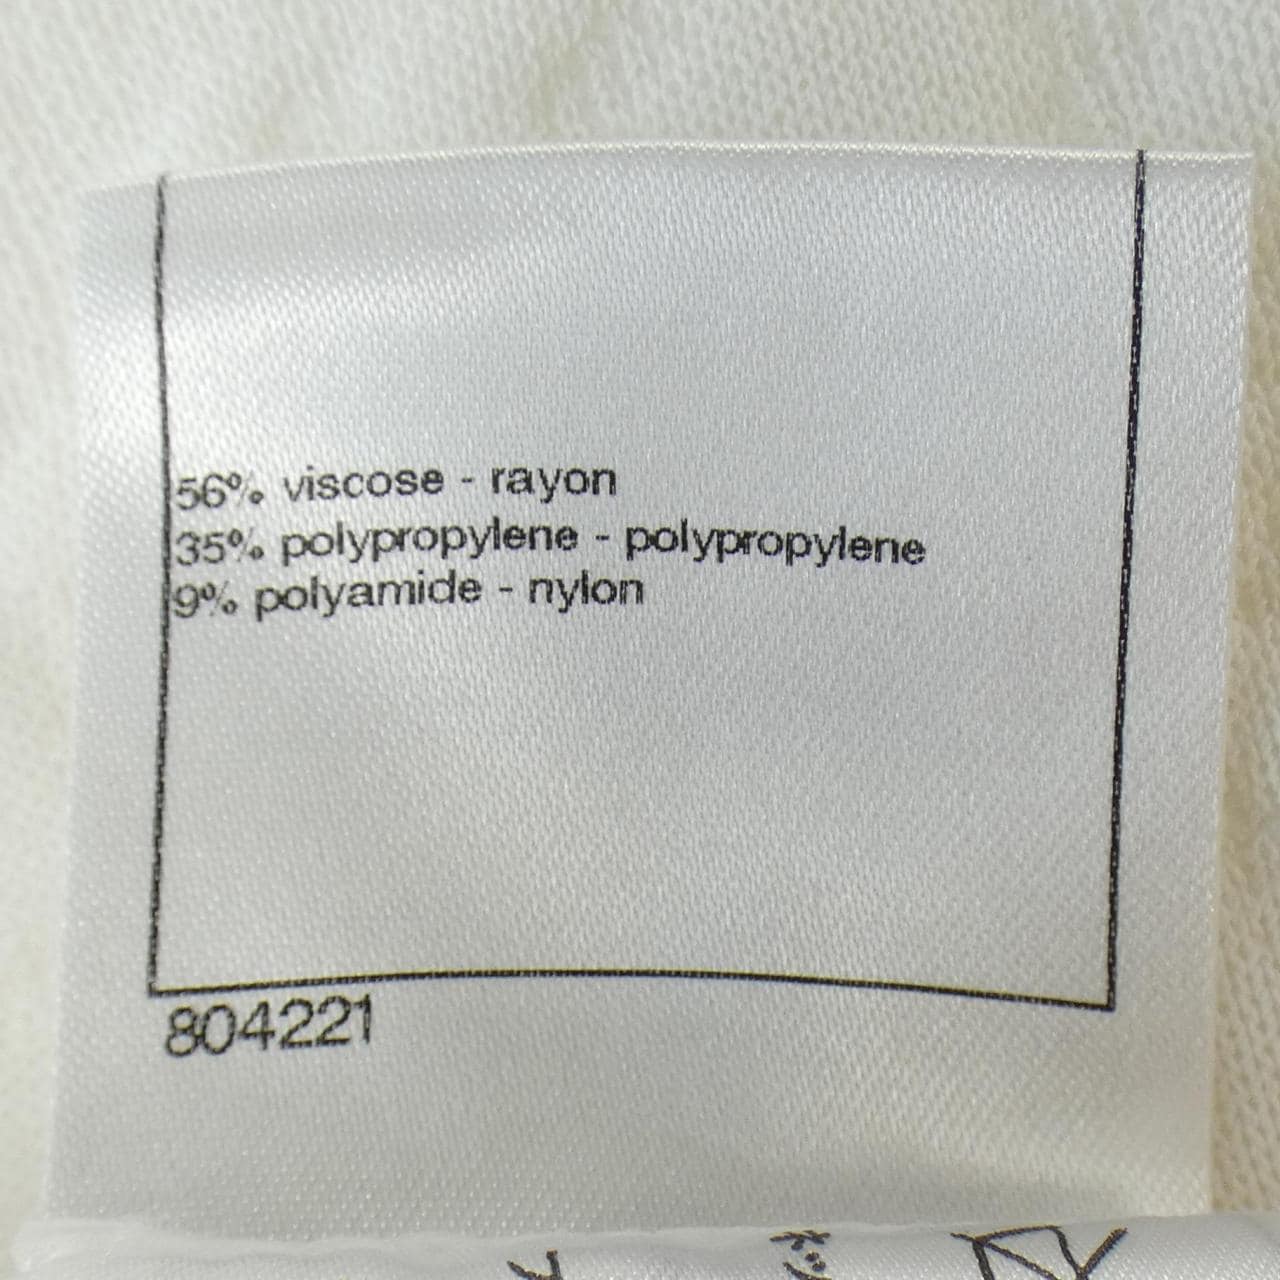 56% viscose - rayon
35% polypropylene - polypropylene
9% polyamide - nylon
804221